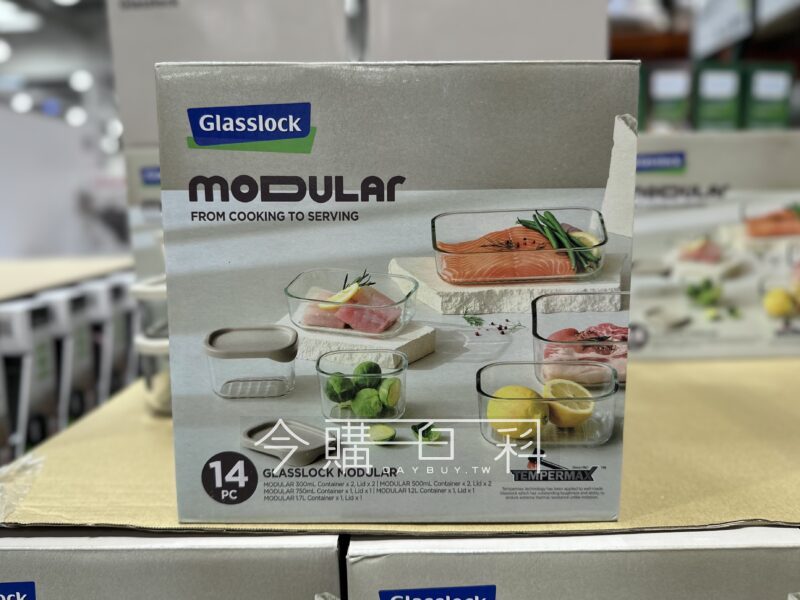 Glasslock
MODULAR
FROM COOKING TO SERVING
今購百科
DAYBUY.TW
14
PC
GLASSLOCK MODULAR
MODULAR 300mL Container x 2, Lid x 2 | MODULAR 500mL Container x 2, Lid x 2
MODULAR 750mL Container x 1, Lid x 1 | MODULAR 1.2L Container x 1, Lid x 1
MODULAR 1.7L Container x 1, Lid x 1
TEMPERMAX
Glasslock
Glasslock